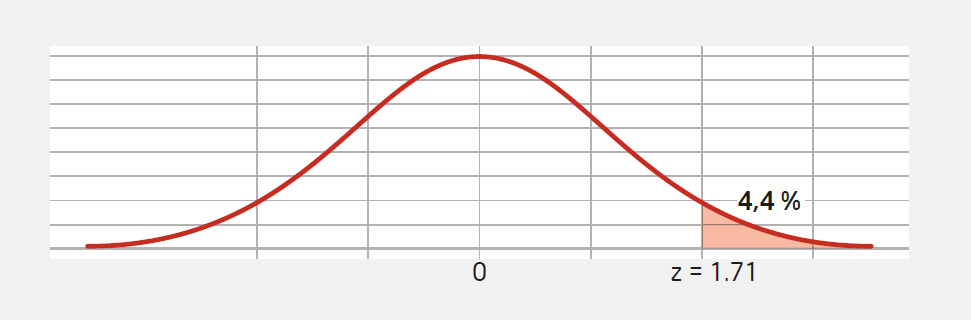 4,4 %
0
z = 1.71